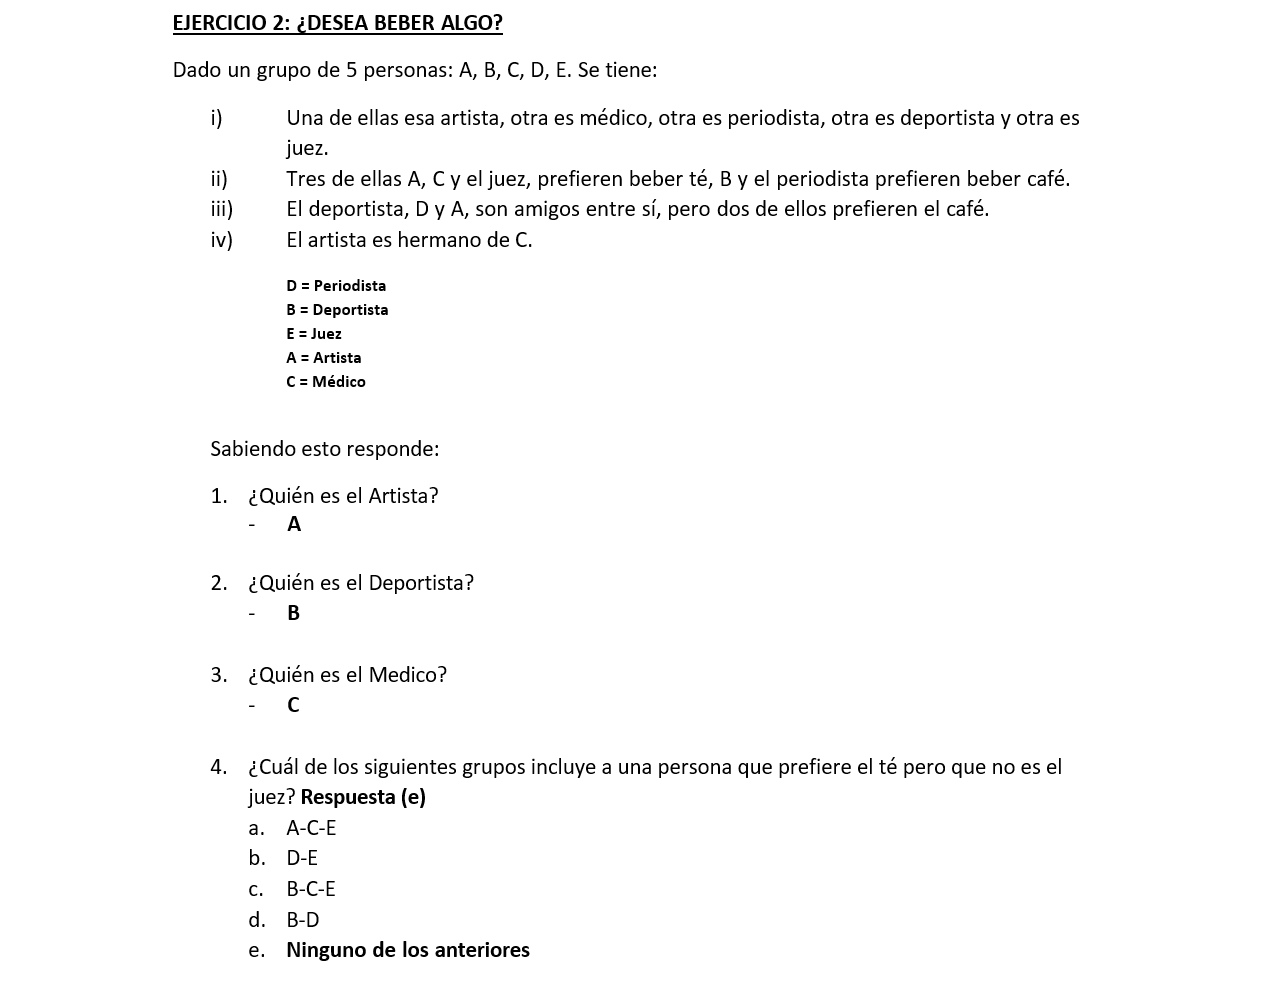 EJERCICIO 2: ¿DESEA BEBER ALGO?
Dado un grupo de 5 personas: A, B, C, D, E. Se tiene:
i) Una de ellas esa artista, otra es médico, otra es periodista, otra es deportista y otra es
juez.
ii) Tres de ellas A, C y el juez, prefieren beber té, B y el periodista prefieren beber café.
iii) El deportista, D y A, son amigos entre sí, pero dos de ellos prefieren el café.
iv) El artista es hermano de C.
D = Periodista
B = Deportista
E = Juez
A = Artista
C = Médico
Sabiendo esto responde:
1. ¿Quién es el Artista?
- A
2. ¿Quién es el Deportista?
- B
3. ¿Quién es el Medico?
- C
4. ¿Cuál de los siguientes grupos incluye a una persona que prefiere el té pero que no es el
juez? Respuesta (e)
a. A-C-E
b. D-E
c. B-C-E
d. B-D
e. Ninguno de los anteriores